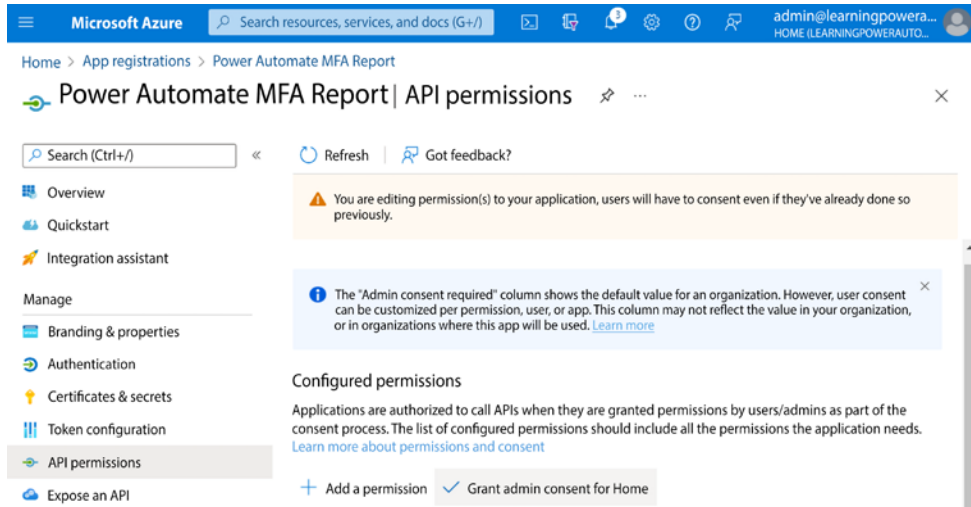 Microsoft Azure
Search resources, services, and docs (G+/)
3
admin@learningpowera...
HOME (LEARNINGPOWERAUTO...
Home > App registrations > Power Automate MFA Report
Power Automate MFA Report | API permissions
Search (Ctrl+/)
«
Refresh
Got feedback?
Overview
Quickstart
Integration assistant
Manage
Branding & properties
Authentication
Certificates & secrets
Token configuration
API permissions
Expose an API
You are editing permission(s) to your application, users will have to consent even if they've already done so
previously.
The "Admin consent required" column shows the default value for an organization. However, user consent
can be customized per permission, user, or app. This column may not reflect the value in your organization,
or in organizations where this app will be used. Learn more
Configured permissions
Applications are authorized to call APIs when they are granted permissions by users/admins as part of the
consent process. The list of configured permissions should include all the permissions the application needs.
Learn more about permissions and consent
Add a permission
Grant admin consent for Home